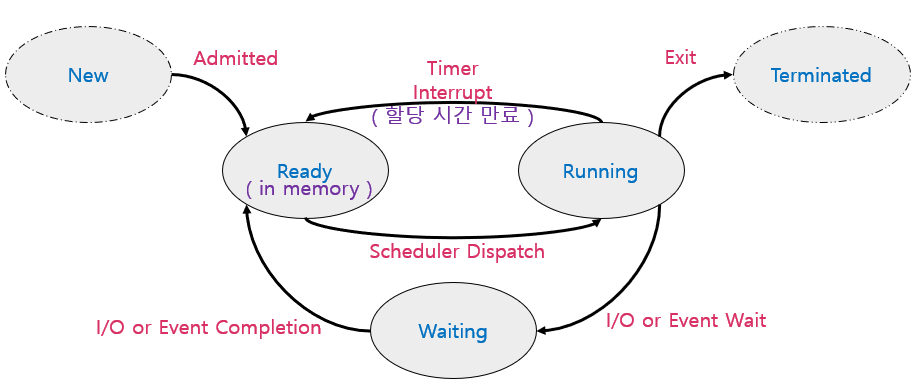 Admitted
Exit
New
Timer
Interrupt
( 할당 시간 만료 )
Terminated
Ready
( in memory )
Running
Scheduler Dispatch
I/O or Event Completion
Waiting
I/O or Event Wait